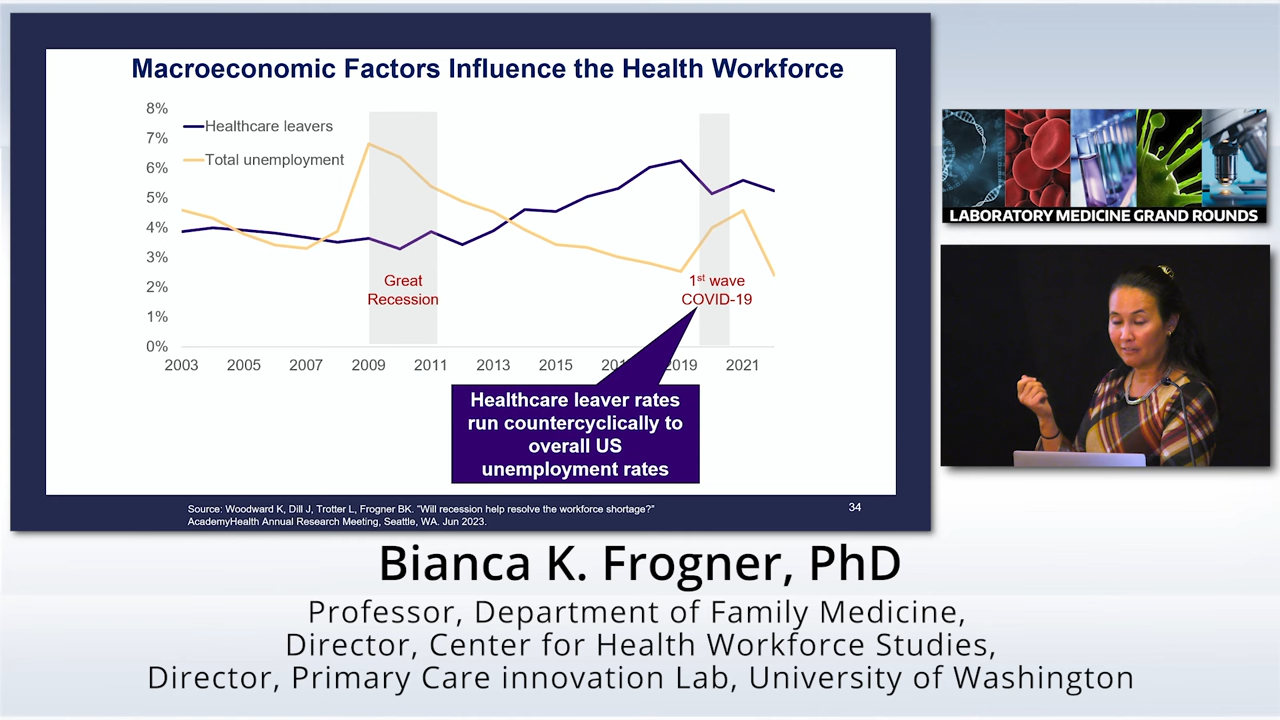 Macroeconomic Factors Influence the Health Workforce
8%
7%
6%
5%
4%
3%
2%
1%
0%
Healthcare leavers
Total unemployment
Great
Recession
1st wave
COVID-19
2003 2005 2007 2009 2011 2013 2015 2019 2021
Healthcare leaver rates
run countercyclically to
overall US
unemployment rates
Source: Woodward K, Dill J, Trotter L, Frogner BK. "Will recession help resolve the workforce shortage?"
AcademyHealth Annual Research Meeting, Seattle, WA. Jun 2023.
34
LABORATORY MEDICINE GRAND ROUNDS
Bianca K. Frogner, PhD
Professor, Department of Family Medicine,
Director, Center for Health Workforce Studies,
Director, Primary Care innovation Lab, University of Washington